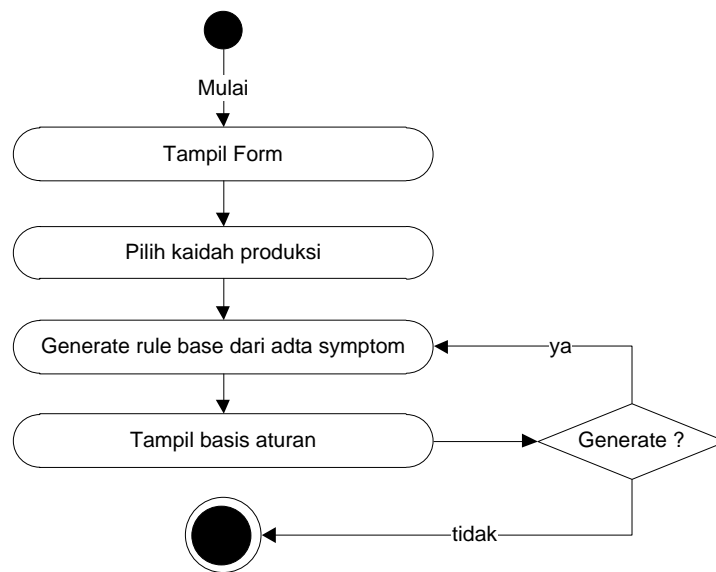 Mulai
Tampil Form
Pilih kaidah produksi
Generate rule base dari adta symptom
ya
Tampil basis aturan
Generate ?
tidak